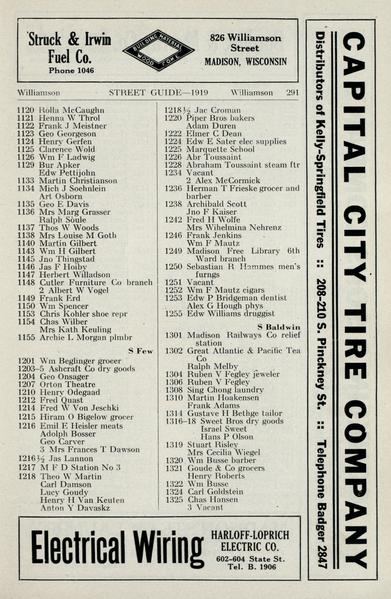 Struck & Irwin
Fuel Co.
Phone 1046
BUILDING MATERIAL
WOOD COKE
826 Williamson
Street
MADISON, WISCONSIN
Williamson STREET GUIDE—1919 Williamson 291
1120 Rolla McCaughn
1121 Henna W Throl
1122 Frank J Meistner
1123 Geo Georgeson
1124 Henry Gerfen
1125 Clarence Wold
1126 Wm F Ladwig
1129 Bur Apker
Edw Pettijohn
1133 Martin Christianson
1134 Mich J Soehnlein
Art Osborn
1135 Geo E Davis
1136 Mrs Marg Grasser
Ralph Soule
1137 Thos W Woods
1138 Mrs Louise M Goth
1140 Martin Gilbert
1143 Wm H Gilbert
1145 Jno Thingstad
1146 Jas F Hoiby
1147 Herbert Willadson
1148 Cutler Furniture Co branch
2 Albert W Vogel
1149 Frank Erd
1150 Wm Spencer
1153 Chris Kohler shoe repr
1154 Chas Wilber
Mrs Kath Keuling
1155 Archie L Morgan plmbr
S Few
1201 Wm Beglinger grocer
1203-5 Ashcraft Co dry goods
1204 Geo Onsager
1207 Orton Theatre
1210 Henry Odegaad
1212 Fred Quast
1214 Fred W Von Jeschki
1215 Hiram O Bigelow grocer
1216 Emil E Heisler meats
Adolph Bosser
Geo Carver
3 Mrs Frances T Dawson
1216½ Jas Lannon
1217 M F D Station No 3
1218 Theo W Martin
Carl Damson
Lucy Goudy
Henry H Van Keuten
Anton Y Davaskz
1218½ Jac Croman
1220 Piper Bros bakers
Adam Duren
1222 Elmer C Dean
1224 Edw E Sater elec supplies
1225 Marquette School
1226 Abr Toussaint
1228 Abraham Toussaint steam ftr
1234 Vacant
2 Alex McCormick
1236 Herman T Frieske grocer and
barber
1238 Archibald Scott
Jno F Kaiser
1242 Fred H Wolfe
Mrs Wihelmina Nehrenz
1246 Frank Jenkins
Wm F Mautz
1249 Madison Free Library 6th
Ward branch
1250 Sebastian R Hammes men's
furngs
1251 Vacant
1252 Wm F Mautz cigars
1253 Edw P Bridgeman dentist
Alex G Hough phys
1255 Edw Williams druggist
S Baldwin
1301 Madison Railways Co relief
station
1302 Great Atlantic & Pacific Tea
Co
Ralph Melby
1304 Ruben V Fegley jeweler
1306 Ruben V Fegley
1308 Sing Chong laundry
1310 Martin Hoakensen
Frank Adams
1314 Gustave H Bethge tailor
1316-18 Sweet Bros dry goods
Israel Sweet
Hans P Olson
1319 Stuart Risley
Mrs Cecilia Wiegel
1320 Wm Busse barber
1321 Goude & Co grocers
Henry Roberts
1322 Wm Busse
1324 Carl Goldstein
1325 Chas Hansen
3 Vacant
CAPITAL CITY TIRE COMPANY
Distributors of Kelly-Springfield Tires :: 208-210 S. Pinckney St. :: Telephone Badger 2847
Electrical Wiring
HARLOFF-LOPRICH
ELECTRIC CO.
602-604 State St.
Tel. B. 1906